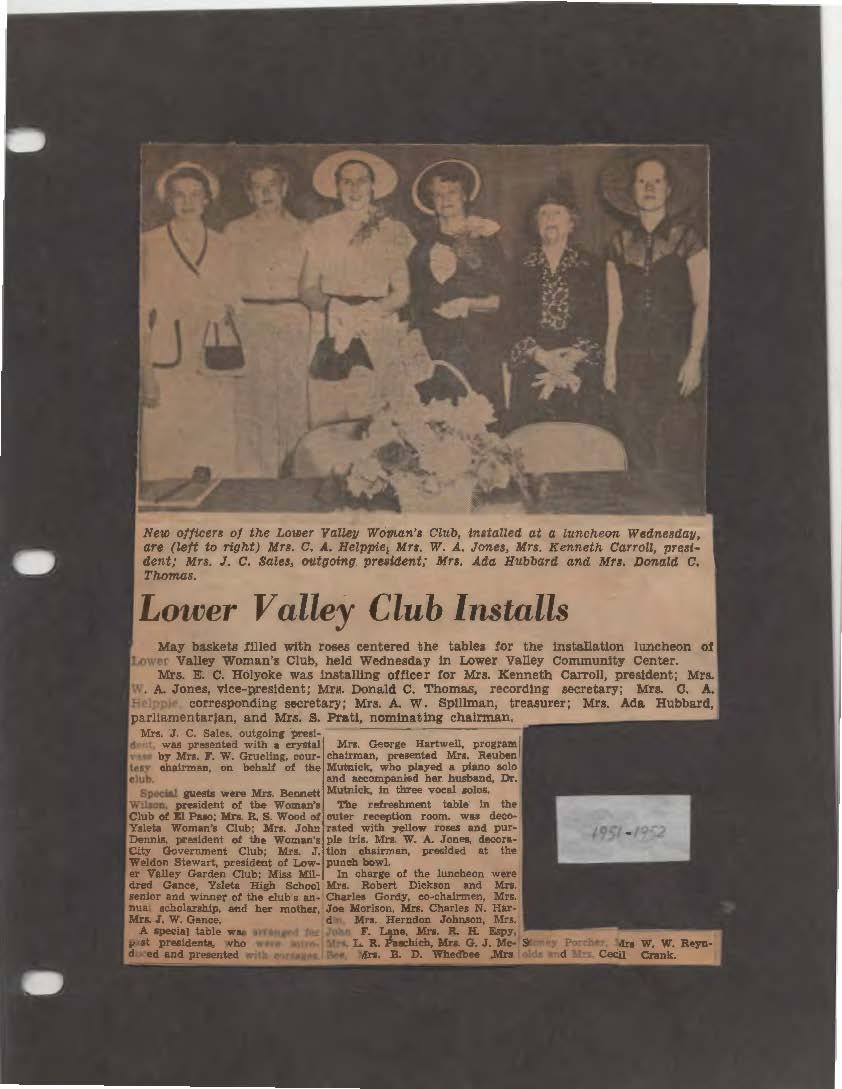 New officers of the Lower Valley Woman's Club, installed at a luncheon Wednesday,
are (left to right) Mrs. C. A. Helppie, Mrs. W. A. Jones, Mrs. Kenneth Carroll, presi-
dent; Mrs. J. C. Sales, outgoing president; Mrs. Ada Hubbard and Mrs. Donald C.
Thomas.
Lower Valley Club Installs
May baskets filled with roses centered the tables for the installation luncheon of
Lower Valley Woman's Club, held Wednesday in Lower Valley Community Center.
Mrs. E. C. Holyoke was installing officer for Mrs. Kenneth Carroll, president; Mrs.
W. A. Jones, vice-president; Mrs. Donald C. Thomas, recording secretary; Mrs. C. A.
Helppie, corresponding secretary; Mrs. A. W. Spillman, treasurer; Mrs. Ada Hubbard,
parliamentarian, and Mrs. S. Prati, nominating chairman.
Mrs. J. C. Sales, outgoing presi-
dent, was presented with a crystal
vase by Mrs. F. W. Grueling, cour-
tesy chairman, on behalf of the
club.
Special guests were Mrs. Bennett
Wilson, president of the Woman's
Club of El Paso; Mrs. R. S. Wood of
Ysleta Woman's Club; Mrs. John
Dennis, president of the Woman's
City Government Club; Mrs. J.
Weldon Stewart, president of Low-
er Valley Garden Club; Miss Mil-
dred Gance, Ysleta High School
senior and winner of the club's an-
nual scholarship, and her mother,
Mrs. J. W. Gance.
A special table was arranged for
past presidents, who were intro-
duced and presented with corsages.
Mrs. George Hartwell, program
chairman, presented Mrs. Reuben
Mutnick, who played a piano solo
and accompanied her husband, Dr.
Mutnick, in three vocal solos.
The refreshment table in the
outer reception room, was deco-
rated with yellow roses and pur-
ple iris. Mrs. W. A. Jones, decora-
tion chairman, presided at the
punch bowl.
In charge of the luncheon were
Mrs. Robert Dickson and Mrs.
Charles Gordy, co-chairmen, Mrs.
Joe Morison, Mrs. Charles N. Har-
din, Mrs. Herndon Johnson, Mrs.
John F. Lane, Mrs. R. H. Espy,
Mrs. L. R. Paschich, Mrs. G. J. Mc-
Bee, Mrs. B. D. Whedbee ,Mrs
Porcher, Mrs W. W. Reyn-
olds and Mrs. Cecil Crank.
1951-1952